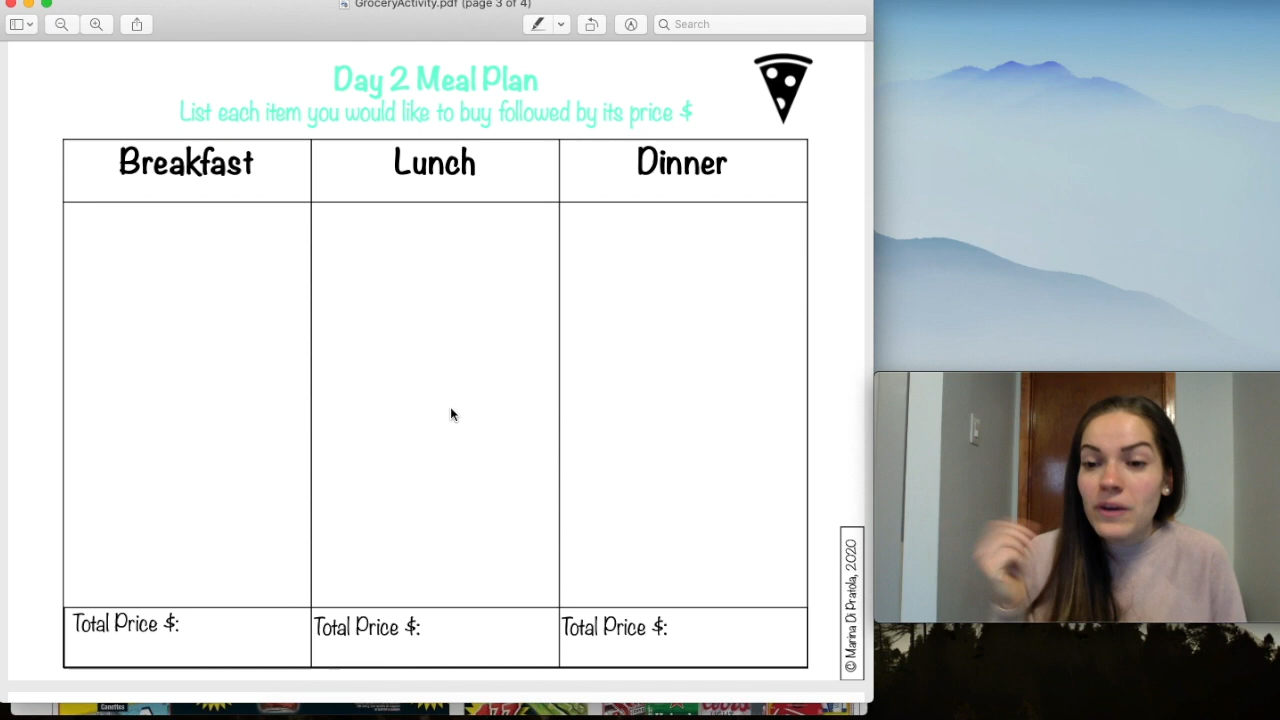 GroceryActivity.pdf (page 3 of 4)
Search
Day 2 Meal Plan
List each item you would like to buy followed by its price $
Breakfast
Lunch
Dinner
Total Price $:
Total Price $:
Total Price $:
© Marina Di Pratola, 2020
Canettes